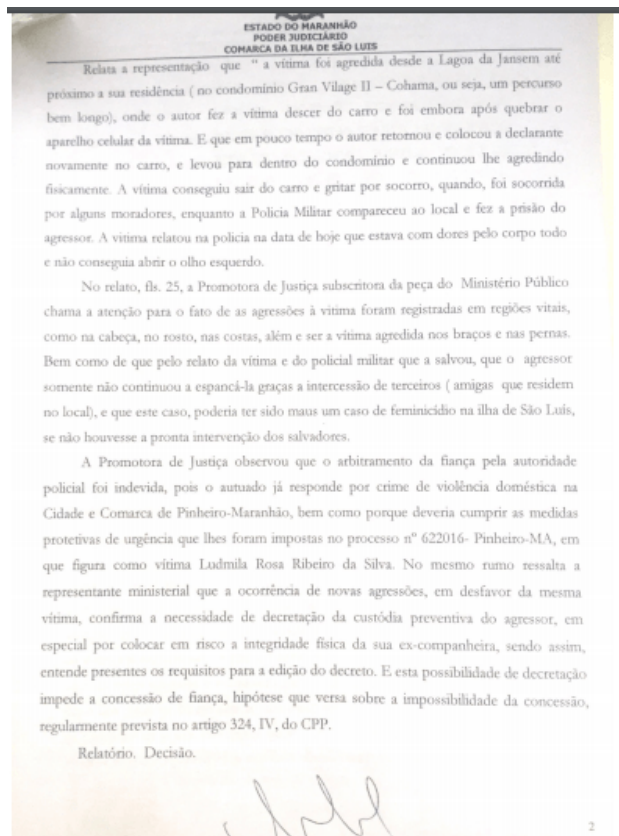 ESTADO DO MARANHÃO
PODER JUDICIÁRIO
COMARCA DA ILHA DE SÃO LUIS
Relata a representação que " a vítima foi agredida desde a Lagoa da Jansem até
próximo a sua residência ( no condomínio Gran Vilage II – Cohama, ou seja, um percurso
bem longo), onde o autor fez a vítima descer do carro e foi embora após quebrar o
aparelho celular da vítima. E que em pouco tempo o autor retornou e colocou a declarante
novamente no carro, e levou para dentro do condomínio e continuou lhe agredindo
fisicamente. A vítima conseguiu sair do carro e gritar por socorro, quando, foi socorrida
por alguns moradores, enquanto a Policia Militar compareceu ao local e fez a prisão do
agressor. A vitima relatou na policia na data de hoje que estava com dores pelo corpo todo
e não conseguia abrir o olho esquerdo.
No relato, fls. 25, a Promotora de Justiça subscritora da peça do Ministério Público
chama a atenção para o fato de as agressões à vitima foram registradas em regiões vitais,
como na cabeça, no rosto, nas costas, além e ser a vítima agredida nos braços e nas pernas.
Bem como de que pelo relato da vítima e do policial militar que a salvou, que o agressor
somente não continuou a espancá-la graças a intercessão de terceiros ( amigas que residem
no local), e que este caso, poderia ter sido maus um caso de feminicídio na ilha de São Luís,
se não houvesse a pronta intervenção dos salvadores.
A Promotora de Justiça observou que o arbitramento da fiança pela autoridade
policial foi indevida, pois o autuado já responde por crime de violência doméstica na
Cidade e Comarca de Pinheiro-Maranhão, bem como porque deveria cumprir as medidas
protetivas de urgência que lhes foram impostas no processo nº 622016- Pinheiro-MA, em
que figura como vítima Ludmila Rosa Ribeiro da Silva. No mesmo rumo ressalta a
representante ministerial que a ocorrência de novas agressões, em desfavor da mesma
vítima, confirma a necessidade de decretação da custódia preventiva do agressor, em
especial por colocar em risco a integridade física da sua ex-companheira, sendo assim,
entende presentes os requisitos para a edição do decreto. E esta possibilidade de decretação
impede a concessão de fiança, hipótese que versa sobre a impossibilidade da concessão,
regularmente prevista no artigo 324, IV, do CPP.
Relatório. Decisão.
2